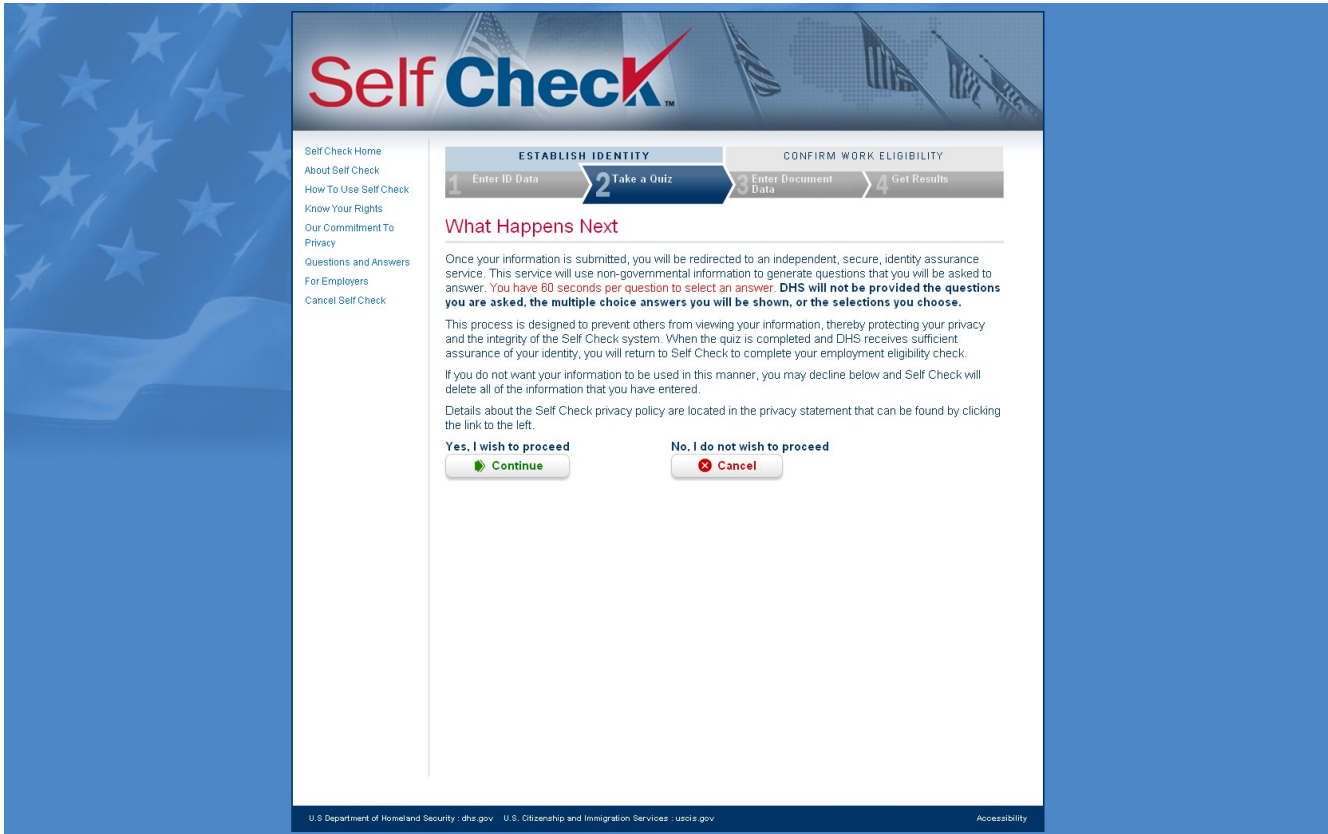 Self Check™
Self Check Home
About Self Check
How To Use Self Check
Know Your Rights
Our Commitment To
Privacy
Questions and Answers
For Employers
Cancel Self Check
ESTABLISH IDENTITY
CONFIRM WORK ELIGIBILITY
1 Enter ID Data
2 Take a Quiz
3 Enter Document
Data
4 Get Results
What Happens Next
Once your information is submitted, you will be redirected to an independent, secure, identity assurance
service. This service will use non-governmental information to generate questions that you will be asked to
answer. You have 60 seconds per question to select an answer. DHS will not be provided the questions
you are asked, the multiple choice answers you will be shown, or the selections you choose.
This process is designed to prevent others from viewing your information, thereby protecting your privacy
and the integrity of the Self Check system. When the quiz is completed and DHS receives sufficient
assurance of your identity, you will return to Self Check to complete your employment eligibility check.
If you do not want your information to be used in this manner, you may decline below and Self Check will
delete all of the information that you have entered.
Details about the Self Check privacy policy are located in the privacy statement that can be found by clicking
the link to the left.
Yes, I wish to proceed
Continue
No, I do not wish to proceed
Cancel
U.S Department of Homeland Security : dhs.gov U.S. Citizenship and Immigration Services : uscis.gov
Accessibility